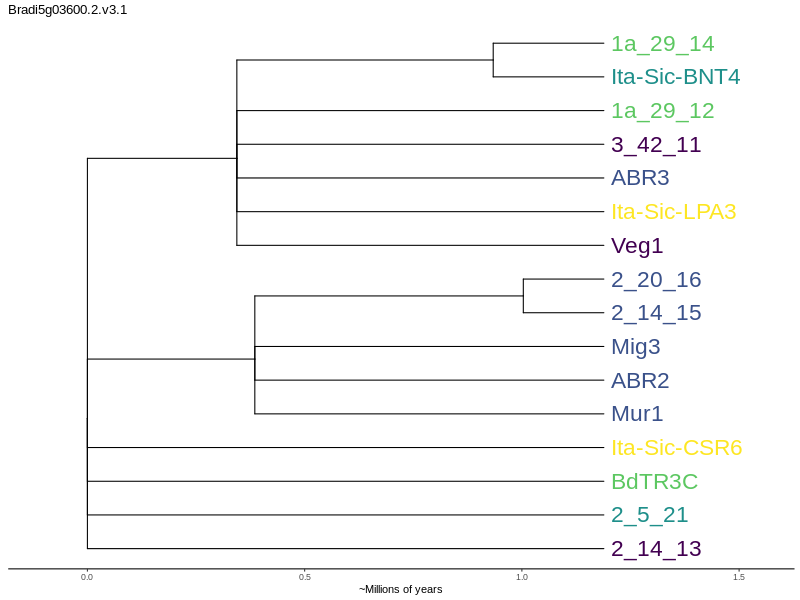 Bradi5g03600.2.v3.1
1a_29_14
Ita-Sic-BNT4
1a_29_12
3_42_11
ABR3
Ita-Sic-LPA3
Veg1
2_20_16
2_14_15
Mig3
ABR2
Mur1
Ita-Sic-CSR6
BdTR3C
2_5_21
2_14_13
0.0 0.5 1.0 1.5
~Millions of years